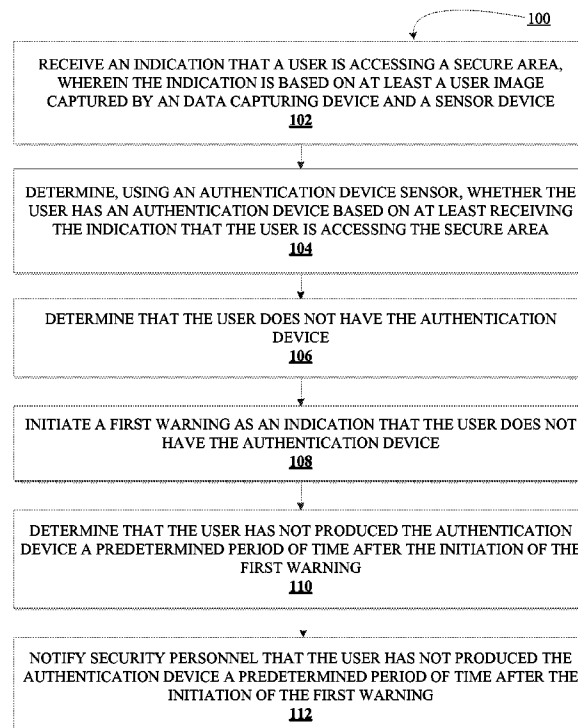 100
RECEIVE AN INDICATION THAT A USER IS ACCESSING A SECURE AREA,
WHEREIN THE INDICATION IS BASED ON AT LEAST A USER IMAGE
CAPTURED BY AN DATA CAPTURING DEVICE AND A SENSOR DEVICE
102
DETERMINE, USING AN AUTHENTICATION DEVICE SENSOR, WHETHER THE
USER HAS AN AUTHENTICATION DEVICE BASED ON AT LEAST RECEIVING
THE INDICATION THAT THE USER IS ACCESSING THE SECURE AREA
104
DETERMINE THAT THE USER DOES NOT HAVE THE AUTHENTICATION
DEVICE
106
INITIATE A FIRST WARNING AS AN INDICATION THAT THE USER DOES NOT
HAVE THE AUTHENTICATION DEVICE
108
DETERMINE THAT THE USER HAS NOT PRODUCED THE AUTHENTICATION
DEVICE A PREDETERMINED PERIOD OF TIME AFTER THE INITIATION OF THE
FIRST WARNING
110
NOTIFY SECURITY PERSONNEL THAT THE USER HAS NOT PRODUCED THE
AUTHENTICATION DEVICE A PREDETERMINED PERIOD OF TIME AFTER THE
INITIATION OF THE FIRST WARNING
112